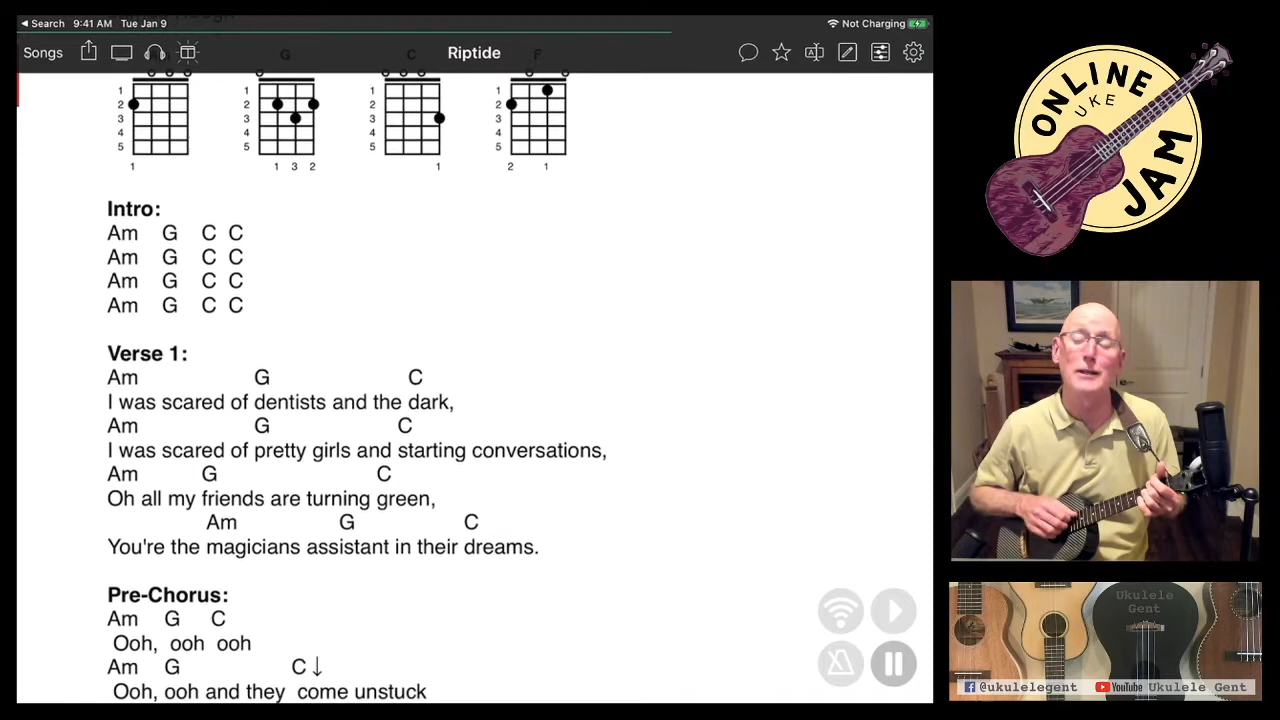 Search 9:41 AM Tue Jan 9 Not Charging
Songs Riptide
G C F
1 1 1 1
2 2 2 2
3 3 3 3
4 4 4 4
5 5 5 5
1 1 3 2 1 2 1
Intro:
Am G C C
Am G C C
Am G C C
Am G C C
Verse 1:
Am G C
I was scared of dentists and the dark,
Am G C
I was scared of pretty girls and starting conversations,
Am G C
Oh all my friends are turning green,
Am G C
You're the magicians assistant in their dreams.
Pre-Chorus:
Am G C
Ooh, ooh ooh
Am G C↓
Ooh, ooh and they come unstuck
ONLINE
UKE
JAM
Ukulele
Gent
@ukulelegent YouTube Ukulele Gent